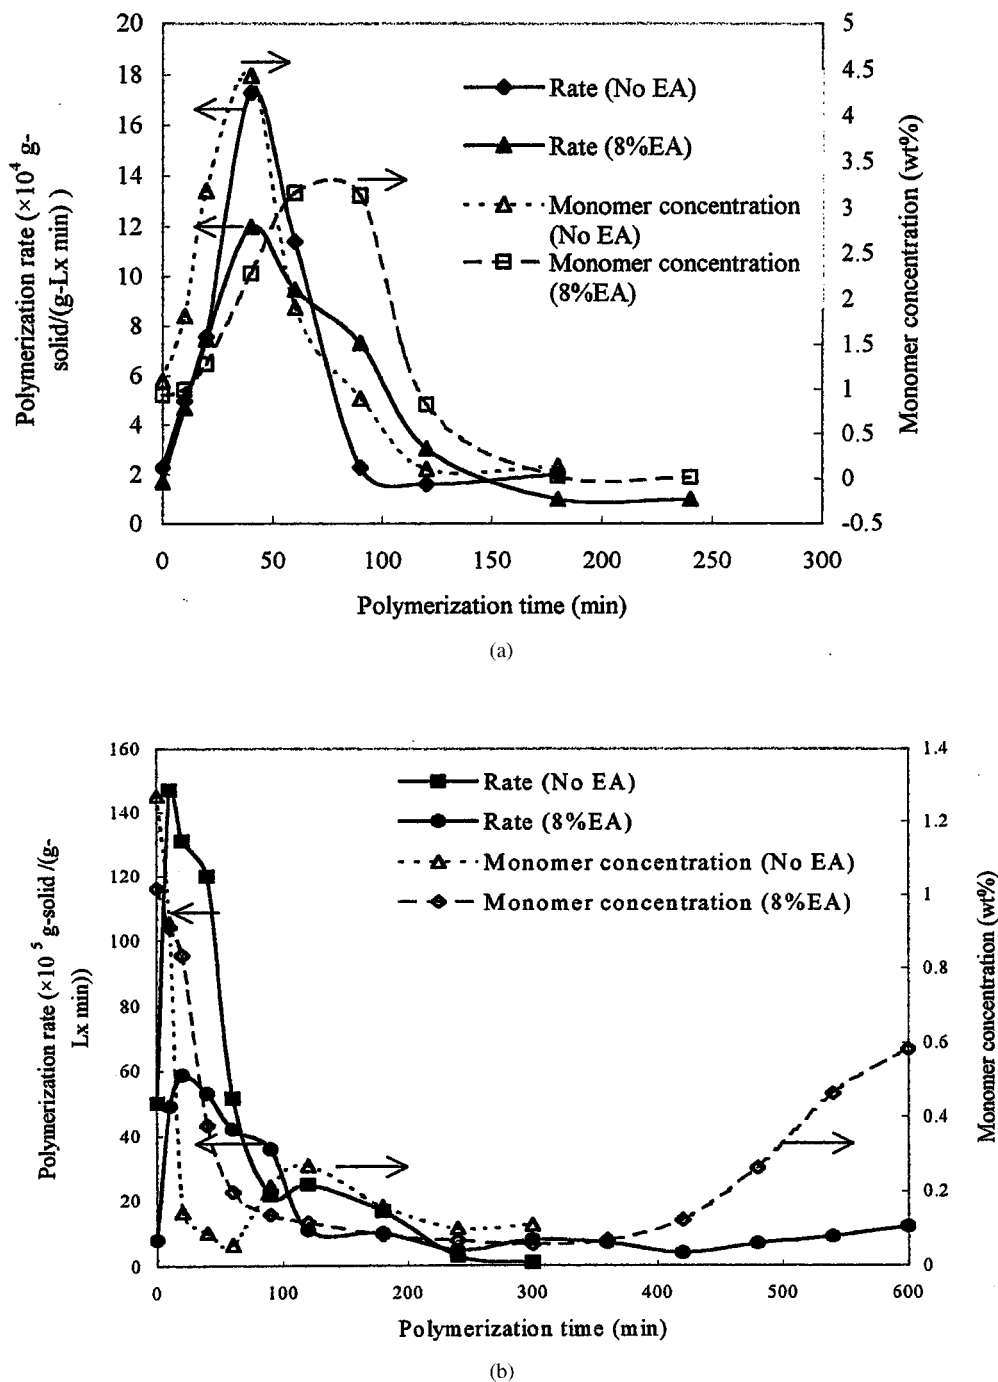 (a)
Polymerization rate (×10⁴ g-
solid/(g-Lx min) )
20
18
16
14
12
10
8
6
4
2
0
Rate (No EA)
Rate (8%EA)
Monomer concentration
(No EA)
Monomer concentration
(8%EA)
5
4.5
4
3.5
3
2.5
2
1.5
1
0.5
0
-0.5
Monomer concentration (wt%)
0 50 100 150 200 250 300
Polymerization time (min)
(a)
Polymerization rate (×10 ⁵ g-solid /(g-
Lx min))
160
140
120
100
80
60
40
20
0
Rate (No EA)
Rate (8%EA)
Monomer concentration (No EA)
Monomer concentration (8%EA)
1.4
1.2
1
0.8
0.6
0.4
0.2
0
Monomer concentration (wt%)
0 100 200 300 400 500 600
Polymerization time (min)
(b)